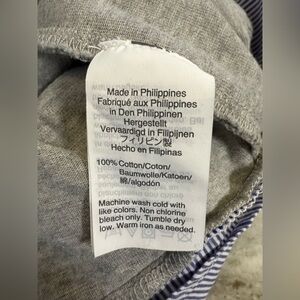 Made in Philippines
Fabriqué aux Philippines
in Den Philippinen
Hergestellt
Vervaardigd in Filipijnen
フィリピン製
Hecho en Filipinas
100% Cotton/Coton/
Baumwolle/Katoen/
綿/algodón
Machine wash cold with
like colors. Non chlorine
bleach only. Tumble dry
low. Warm iron as needed.